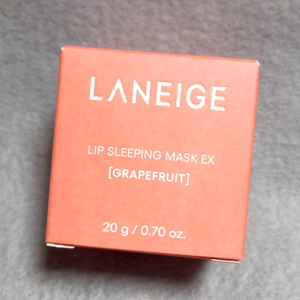 LANEIGE
LIP SLEEPING MASK EX
[GRAPEFRUIT]
20 g / 0.70 oz.